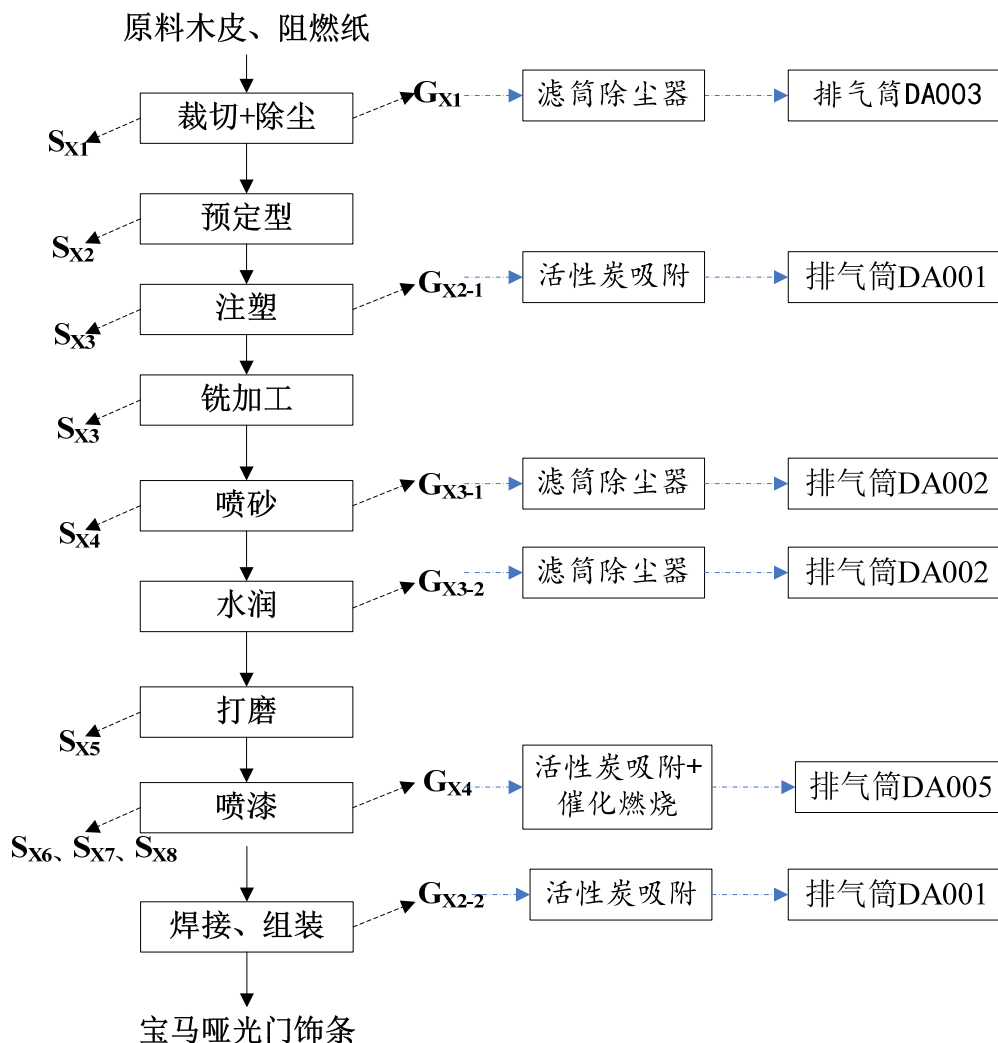 原料木皮、阻燃纸
裁切+除尘
GX1
滤筒除尘器
排气筒DA003
SX1
预定型
SX2
注塑
GX2-1
活性炭吸附
排气筒DA001
SX3
铣加工
SX3
喷砂
GX3-1
滤筒除尘器
排气筒DA002
SX4
水润
GX3-2
滤筒除尘器
排气筒DA002
打磨
SX5
喷漆
GX4
活性炭吸附+
催化燃烧
排气筒DA005
SX6、SX7、SX8
焊接、组装
GX2-2
活性炭吸附
排气筒DA001
宝马哑光门饰条